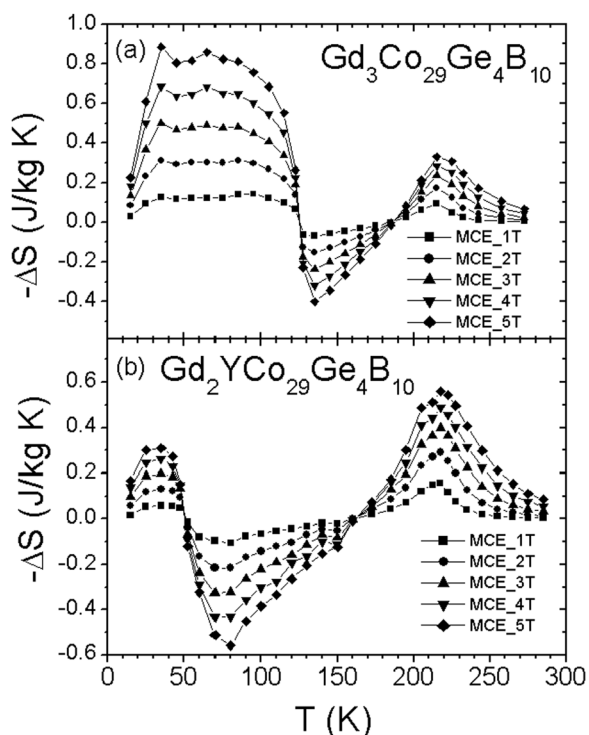 (a) Gd₃Co₂₉Ge₄B₁₀
1.0
0.8
0.6
0.4
0.2
0.0
-0.2
-0.4
-ΔS (J/kg K)
MCE_1T
MCE_2T
MCE_3T
MCE_4T
MCE_5T
(b) Gd₂YCo₂₉Ge₄B₁₀
0.6
0.4
0.2
0.0
-0.2
-0.4
-0.6
-ΔS (J/kg K)
MCE_1T
MCE_2T
MCE_3T
MCE_4T
MCE_5T
0 50 100 150 200 250 300
T (K)